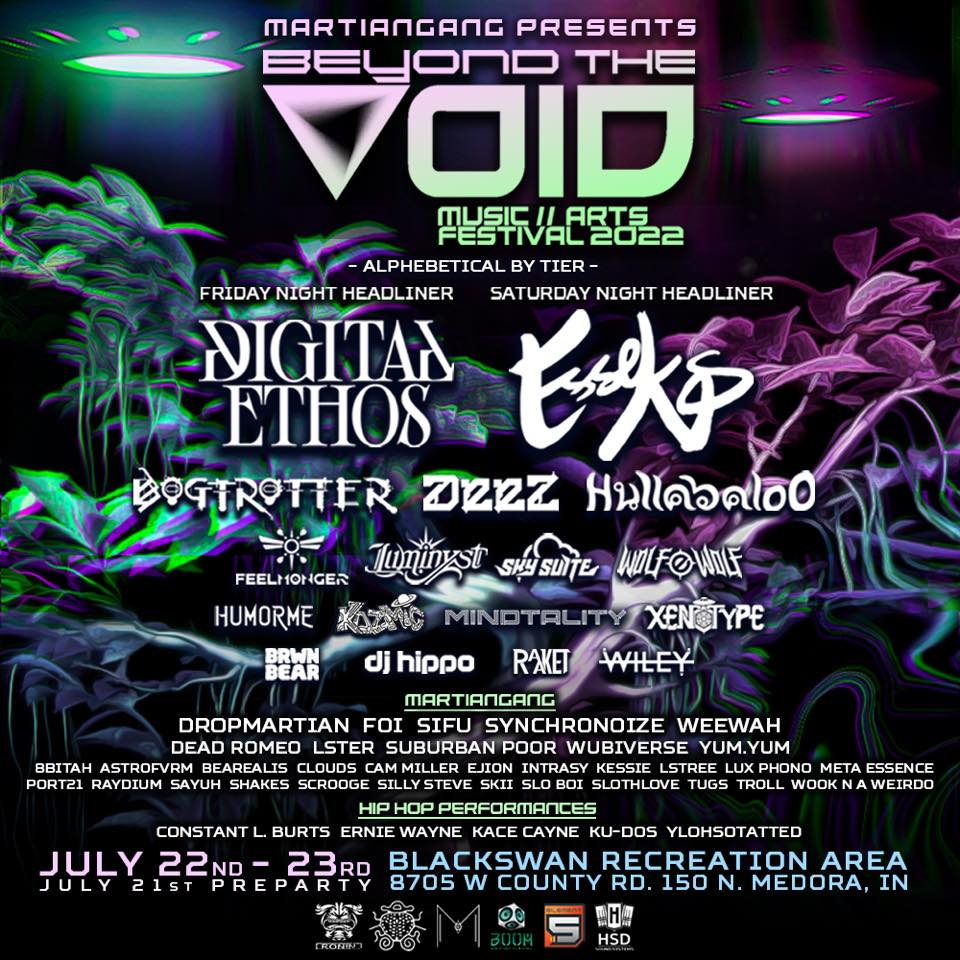 MARTIANGANG PRESENTS
BEYOND THE
VOID
MUSIC // ARTS
FESTIVAL 2022
- ALPHEBETICAL BY TIER -
FRIDAY NIGHT HEADLINER SATURDAY NIGHT HEADLINER
DIGITAL ETHOS EsseKs
BOGTROTTER DEEZ HullabaloO
FEELMONGER Luminyst SKY SUITE WOLF-E-WOLF
HUMORME KOZMIC MINDTALITY XENOTYPE
BRWN BEAR dj hippo RAKET WILEY
MARTIANGANG
DROPMARTIAN FOI SIFU SYNCHRONOIZE WEEWAH
DEAD ROMEO LSTER SUBURBAN POOR WUBIVERSE YUM.YUM
8BITAH ASTROFVRM BEAREALIS CLOUDS CAM MILLER EJION INTRASY KESSIE LSTREE LUX PHONO META ESSENCE
PORT21 RAYDIUM SAYUH SHAKES SCROOGE SILLY STEVE SKII SLO BOI SLOTHLOVE TUGS TROLL WOOK N A WEIRDO
HIP HOP PERFORMANCES
CONSTANT L. BURTS ERNIE WAYNE KACE CAYNE KU-DOS YLOHSOTATTED
JULY 22ND - 23RD BLACKSWAN RECREATION AREA
JULY 21ST PREPARTY 8705 W COUNTY RD. 150 N. MEDORA, IN
[RONIN] M BOOM ELEMENT 5 H HSD